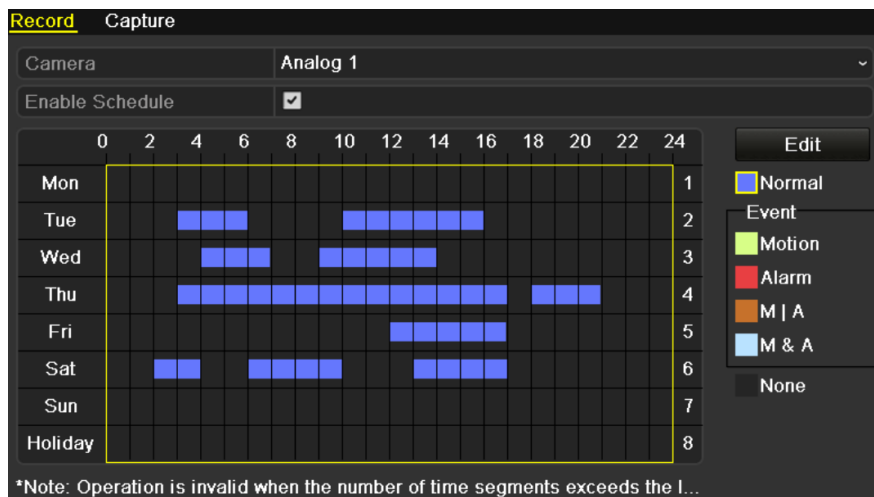 Record Capture
Camera Analog 1
Enable Schedule
0 2 4 6 8 10 12 14 16 18 20 22 24
Edit
Mon 1
Normal
Tue 2
Event
Motion
Wed 3
Alarm
Thu 4
M | A
Fri 5
M & A
Sat 6
None
Sun 7
Holiday 8
*Note: Operation is invalid when the number of time segments exceeds the l...